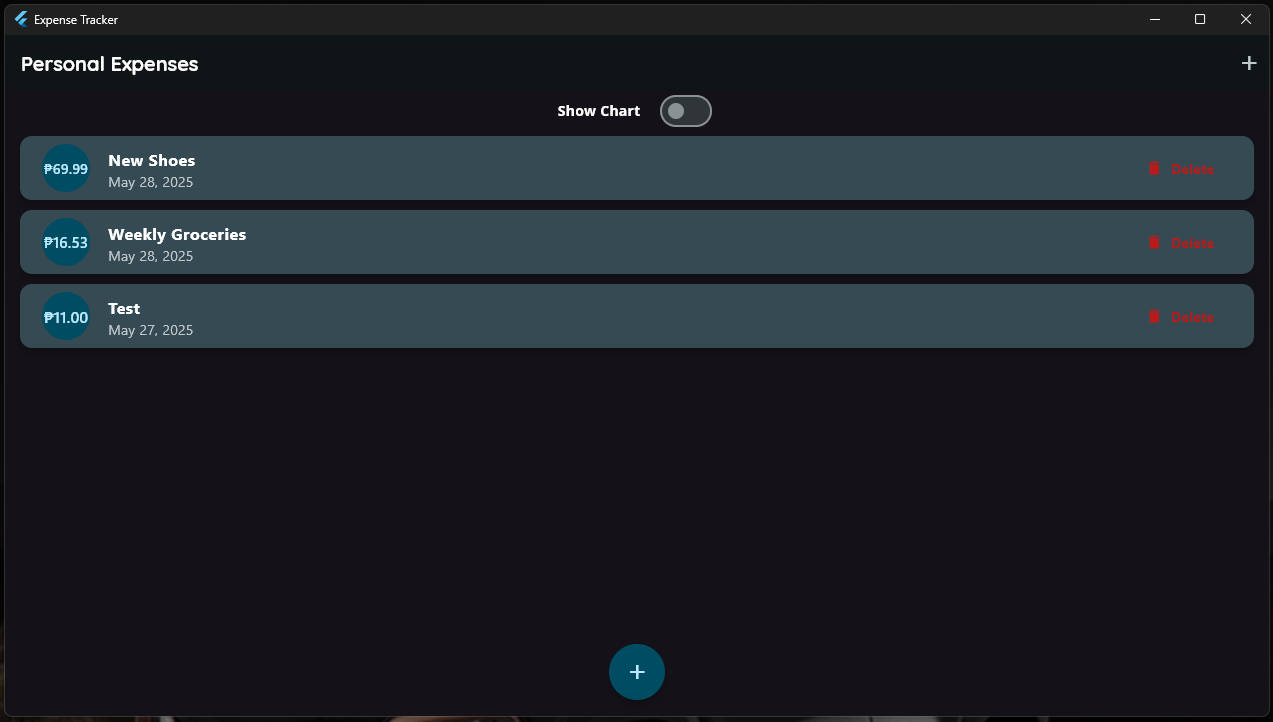 Expense Tracker
Personal Expenses
Show Chart
₱69.99
New Shoes
May 28, 2025
Delete
₱16.53
Weekly Groceries
May 28, 2025
Delete
₱11.00
Test
May 27, 2025
Delete